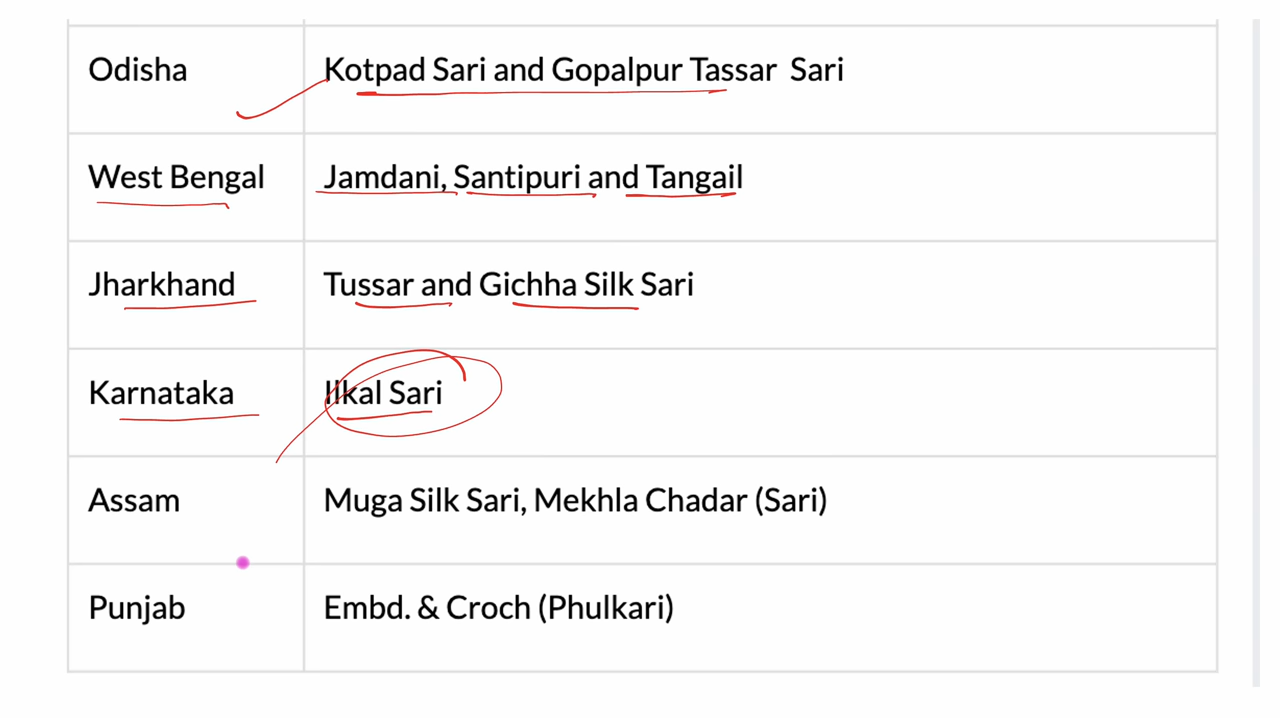 Odisha Kotpad Sari and Gopalpur Tassar Sari
West Bengal Jamdani, Santipuri and Tangail
Jharkhand Tussar and Gichha Silk Sari
Karnataka Ilkal Sari
Assam Muga Silk Sari, Mekhla Chadar (Sari)
Punjab Embd. & Croch (Phulkari)